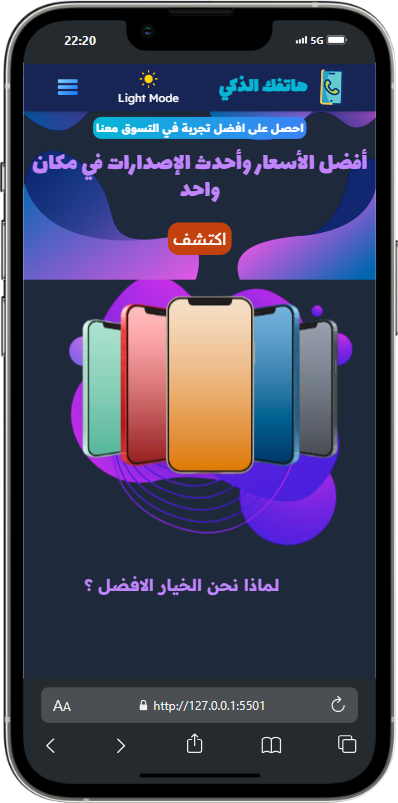 22:20
5G
Light Mode
هاتفك الذكي
احصل على افضل تجربة في التسوق معنا
أفضل الأسعار وأحدث الإصدارات في مكان
واحد
اكتشف
لماذا نحن الخيار الافضل ؟
AA
http://127.0.0.1:5501